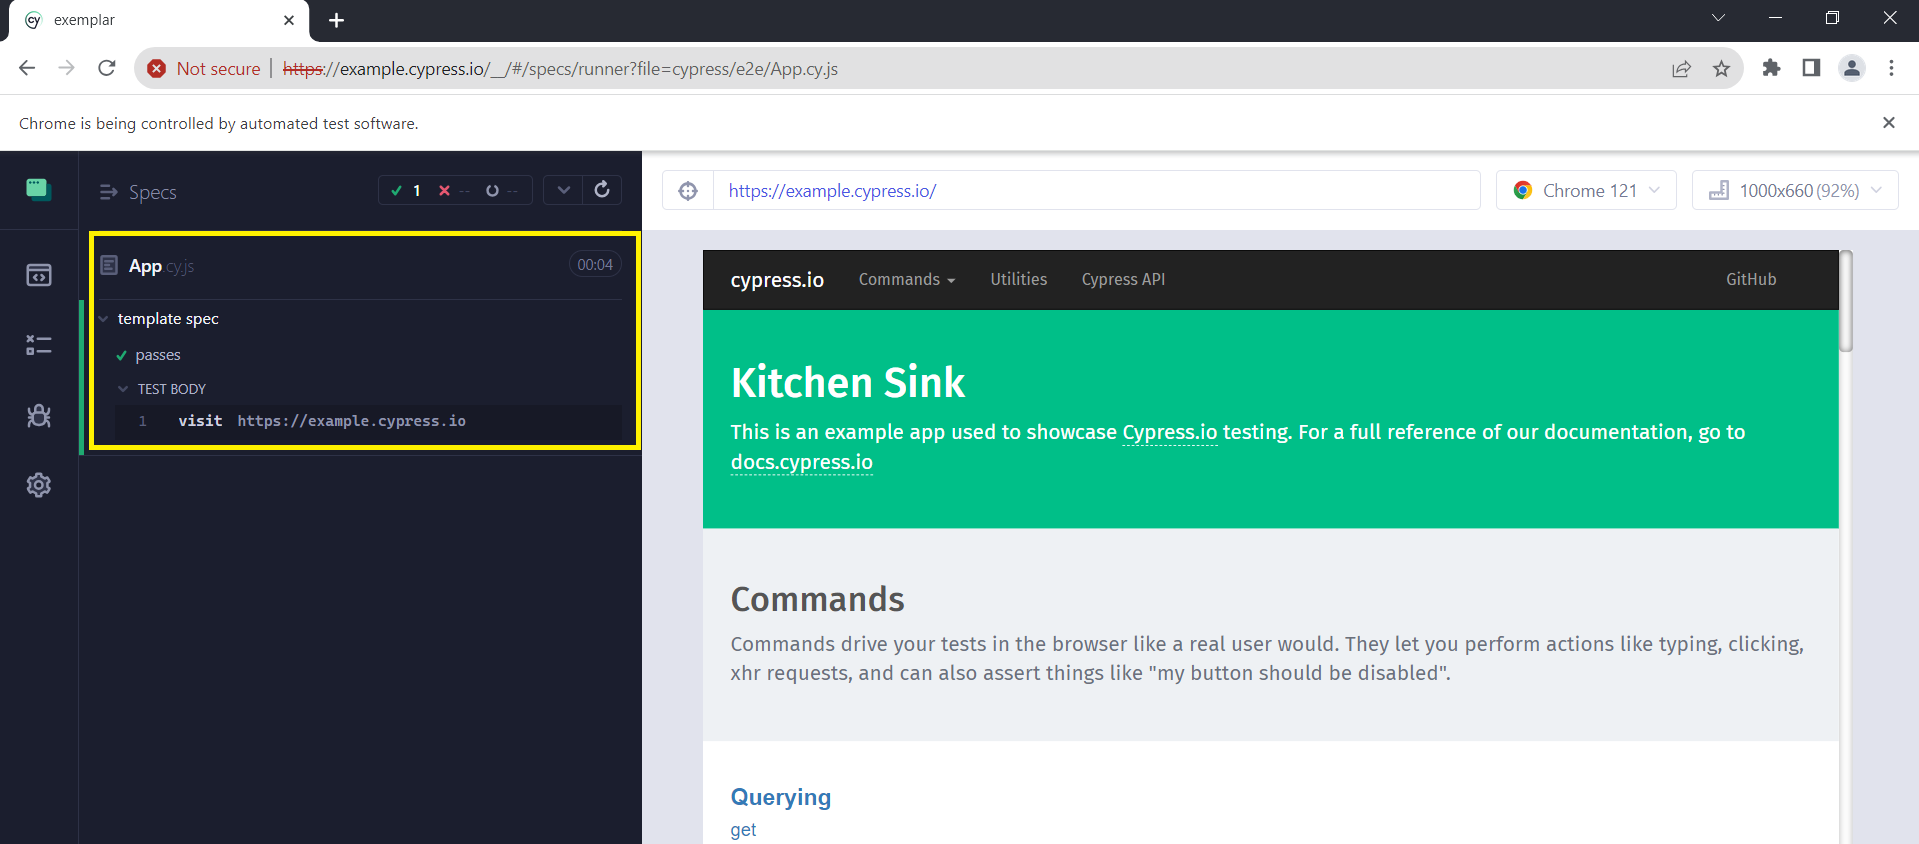 cy exemplar
Not secure https://example.cypress.io/__/#/specs/runner?file=cypress/e2e/App.cy.js
Chrome is being controlled by automated test software.
Specs
1 -- --
https://example.cypress.io/
Chrome 121
1000x660 (92%)
App.cy.js
00:04
template spec
passes
TEST BODY
1 visit https://example.cypress.io
cypress.io Commands Utilities Cypress API GitHub
Kitchen Sink
This is an example app used to showcase Cypress.io testing. For a full reference of our documentation, go to
docs.cypress.io
Commands
Commands drive your tests in the browser like a real user would. They let you perform actions like typing, clicking,
xhr requests, and can also assert things like "my button should be disabled".
Querying
get